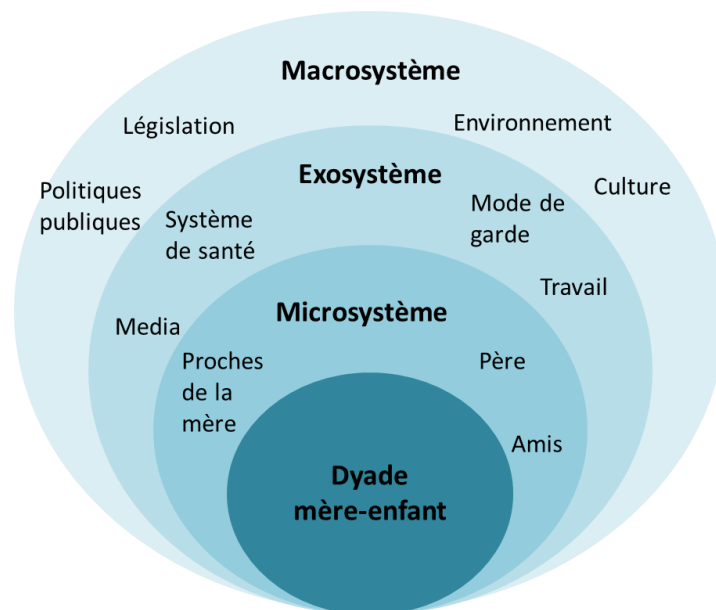 Macrosystème
Législation
Environnement
Politiques
publiques
Culture
Exosystème
Système
de santé
Mode de
garde
Travail
Media
Microsystème
Proches
de la
mère
Père
Amis
Dyade
mère-enfant